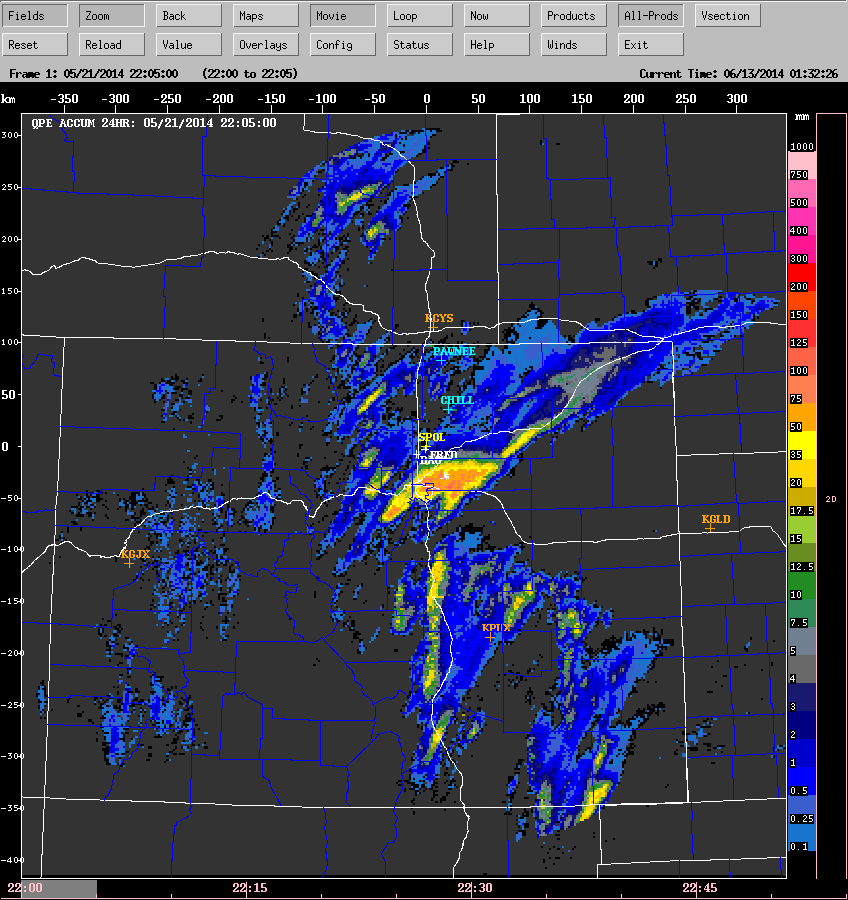 Fields Zoom Back Maps Movie Loop Now Products All-Prods Vsection
Reset Reload Value Overlays Config Status Help Winds Exit
Frame 1: 05/21/2014 22:05:00 (22:00 to 22:05) Current Time: 06/13/2014 01:32:26
km -350 -300 -250 -200 -150 -100 -50 0 50 100 150 200 250 300
QPE ACCUM 24HR: 05/21/2014 22:05:00
mm
300
1000
750
250
500
400
200
300
200
150
150
KCYS
125
100
PAWNEE
100
50
CHILL
75
50
0
SPOL
FRED
35
20
-50
17.5
2D
KGLD
15
-100
KGJX
12.5
10
-150
7.5
KPUX
-200
5
4
-250
3
2
-300
1
0.5
-350
0.25
0.1
-400
22:00 22:15 22:30 22:45